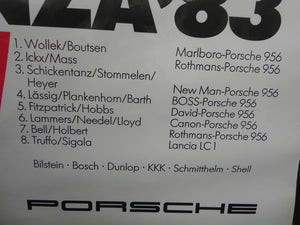 NZA '83
1. Wollek/Boutsen
2. Ickx/Mass
3. Schickentanz/Stommelen/
Heyer
4. Lässig/Plankenhorn/Barth
5. Fitzpatrick/Hobbs
6. Lammers/Needel/Lloyd
7. Bell/Holbert
8. Truffo/Sigala
Marlboro-Porsche 956
Rothmans-Porsche 956
New Man-Porsche 956
BOSS-Porsche 956
David-Porsche 956
Canon-Porsche 956
Rothmans-Porsche 956
Lancia LC1
Bilstein · Bosch · Dunlop · KKK · Schmitthelm · Shell
PORSCHE